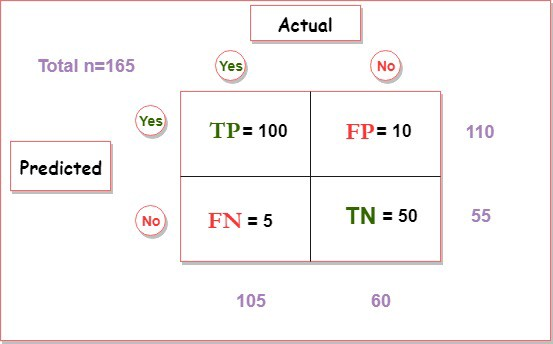 Actual
Total n=165
Yes
No
Yes
TP = 100
FP = 10
110
Predicted
No
FN = 5
TN = 50
55
105
60